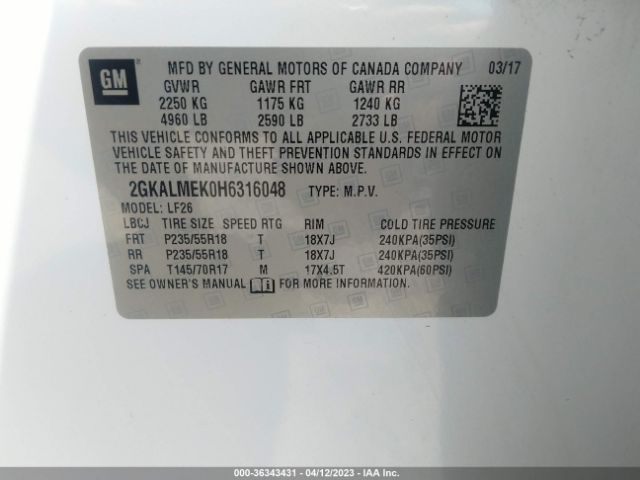 GM
MFD BY GENERAL MOTORS OF CANADA COMPANY 03/17
GVWR GAWR FRT GAWR RR
2250 KG 1175 KG 1240 KG
4960 LB 2590 LB 2733 LB
THIS VEHICLE CONFORMS TO ALL APPLICABLE U.S. FEDERAL MOTOR
VEHICLE SAFETY AND THEFT PREVENTION STANDARDS IN EFFECT ON
THE DATE OF MANUFACTURE SHOWN ABOVE.
2GKALMEK0H6316048 TYPE: M.P.V.
MODEL: LF26
LBCJ TIRE SIZE SPEED RTG RIM COLD TIRE PRESSURE
FRT P235/55R18 T 18X7J 240KPA(35PSI)
RR P235/55R18 T 18X7J 240KPA(35PSI)
SPA T145/70R17 M 17X4.5T 420KPA(60PSI)
SEE OWNER'S MANUAL FOR MORE INFORMATION.
000-36343431 - 04/12/2023 - IAA Inc.